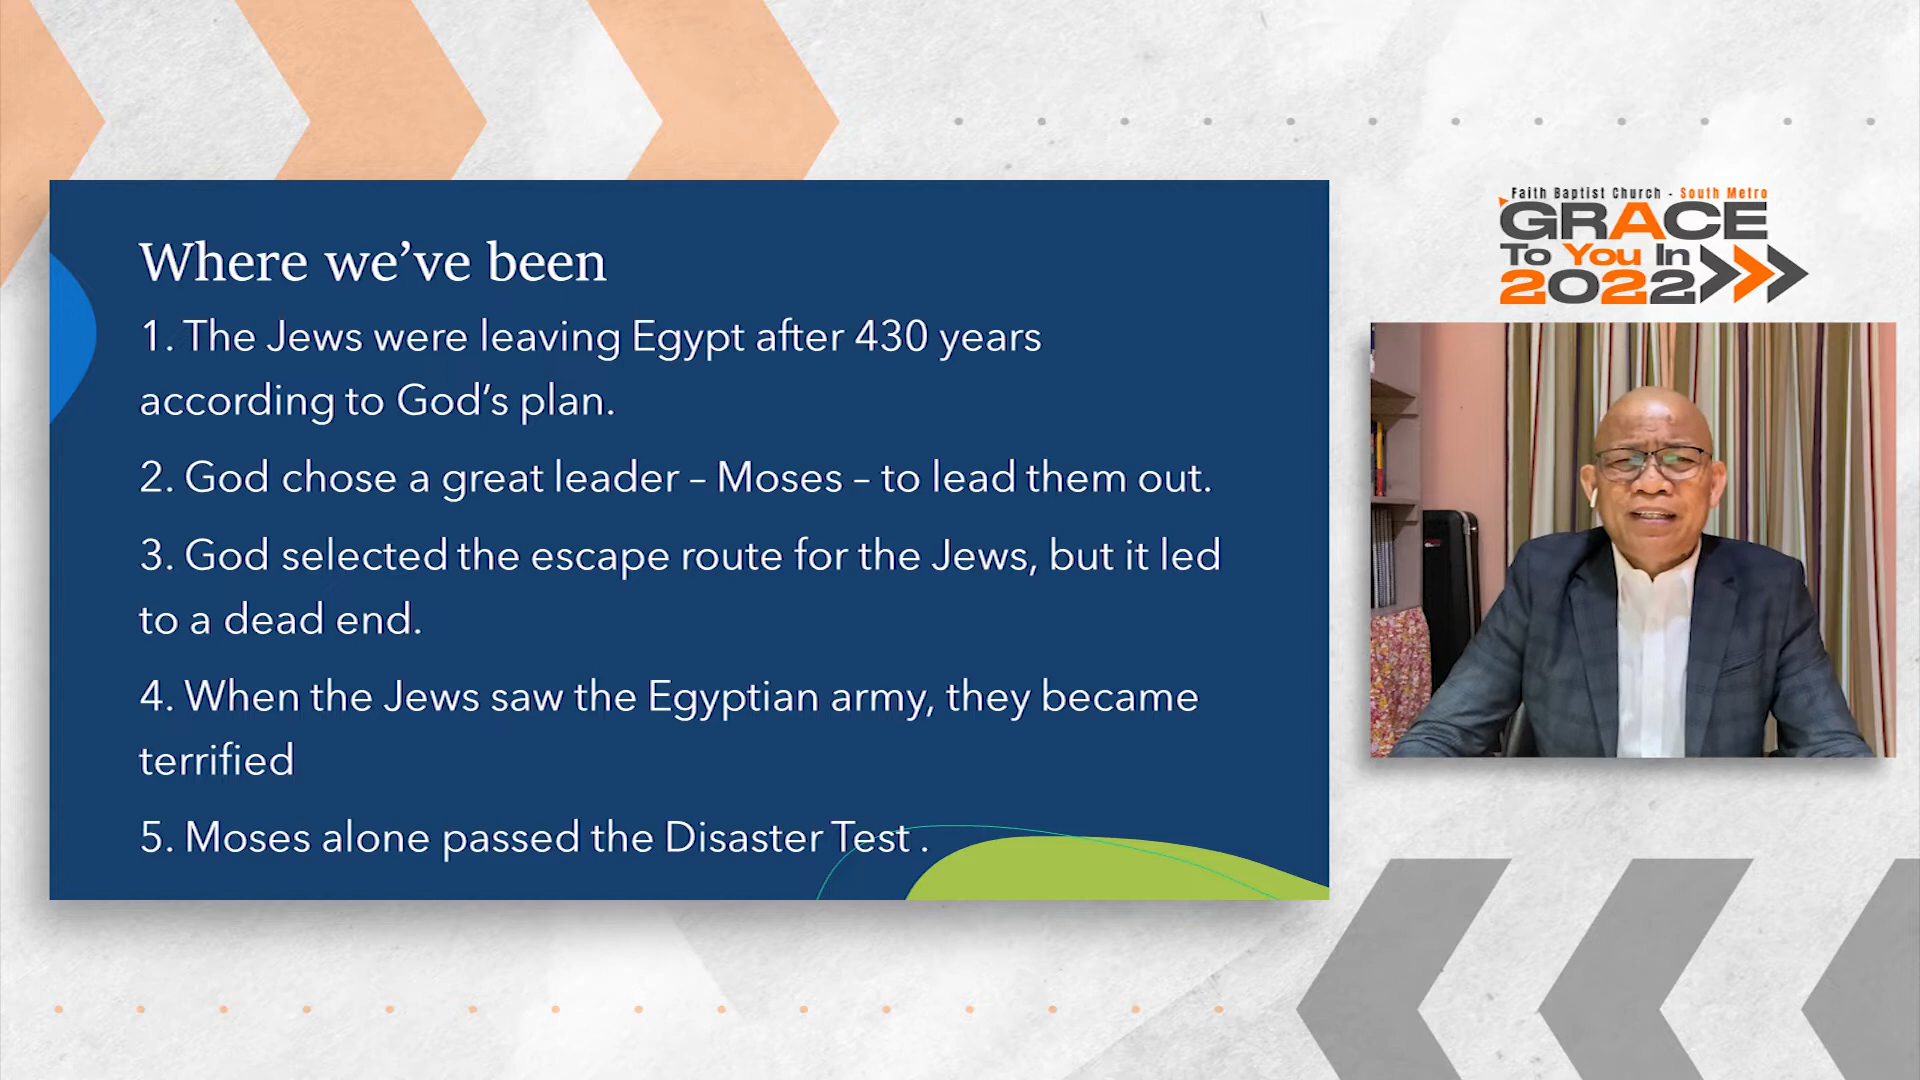 Where we’ve been
1. The Jews were leaving Egypt after 430 years
according to God’s plan.
2. God chose a great leader – Moses – to lead them out.
3. God selected the escape route for the Jews, but it led
to a dead end.
4. When the Jews saw the Egyptian army, they became
terrified
5. Moses alone passed the Disaster Test .
Faith Baptist Church - South Metro
GRACE
To You In
2022